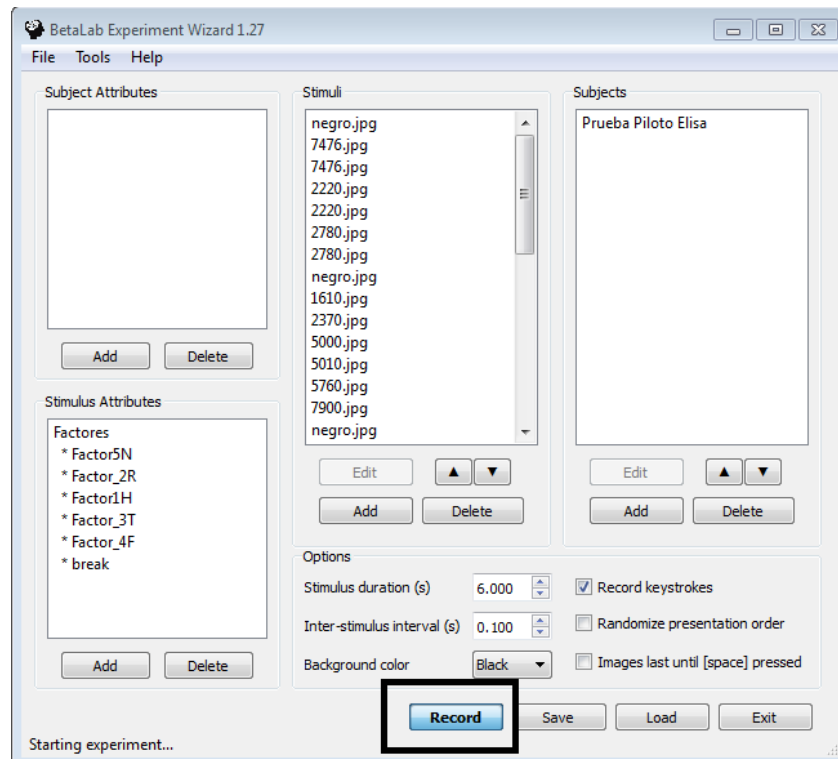 BetaLab Experiment Wizard 1.27
File Tools Help
Subject Attributes
Add Delete
Stimulus Attributes
Factores
* Factor5N
* Factor_2R
* Factor1H
* Factor_3T
* Factor_4F
* break
Add Delete
Stimuli
negro.jpg
7476.jpg
7476.jpg
2220.jpg
2220.jpg
2780.jpg
2780.jpg
negro.jpg
1610.jpg
2370.jpg
5000.jpg
5010.jpg
5760.jpg
7900.jpg
negro.jpg
Edit ▲ ▼
Add Delete
Subjects
Prueba Piloto Elisa
Edit ▲ ▼
Add Delete
Options
Stimulus duration (s) 6.000 Record keystrokes
Inter-stimulus interval (s) 0.100 Randomize presentation order
Background color Black Images last until [space] pressed
Record Save Load Exit
Starting experiment...